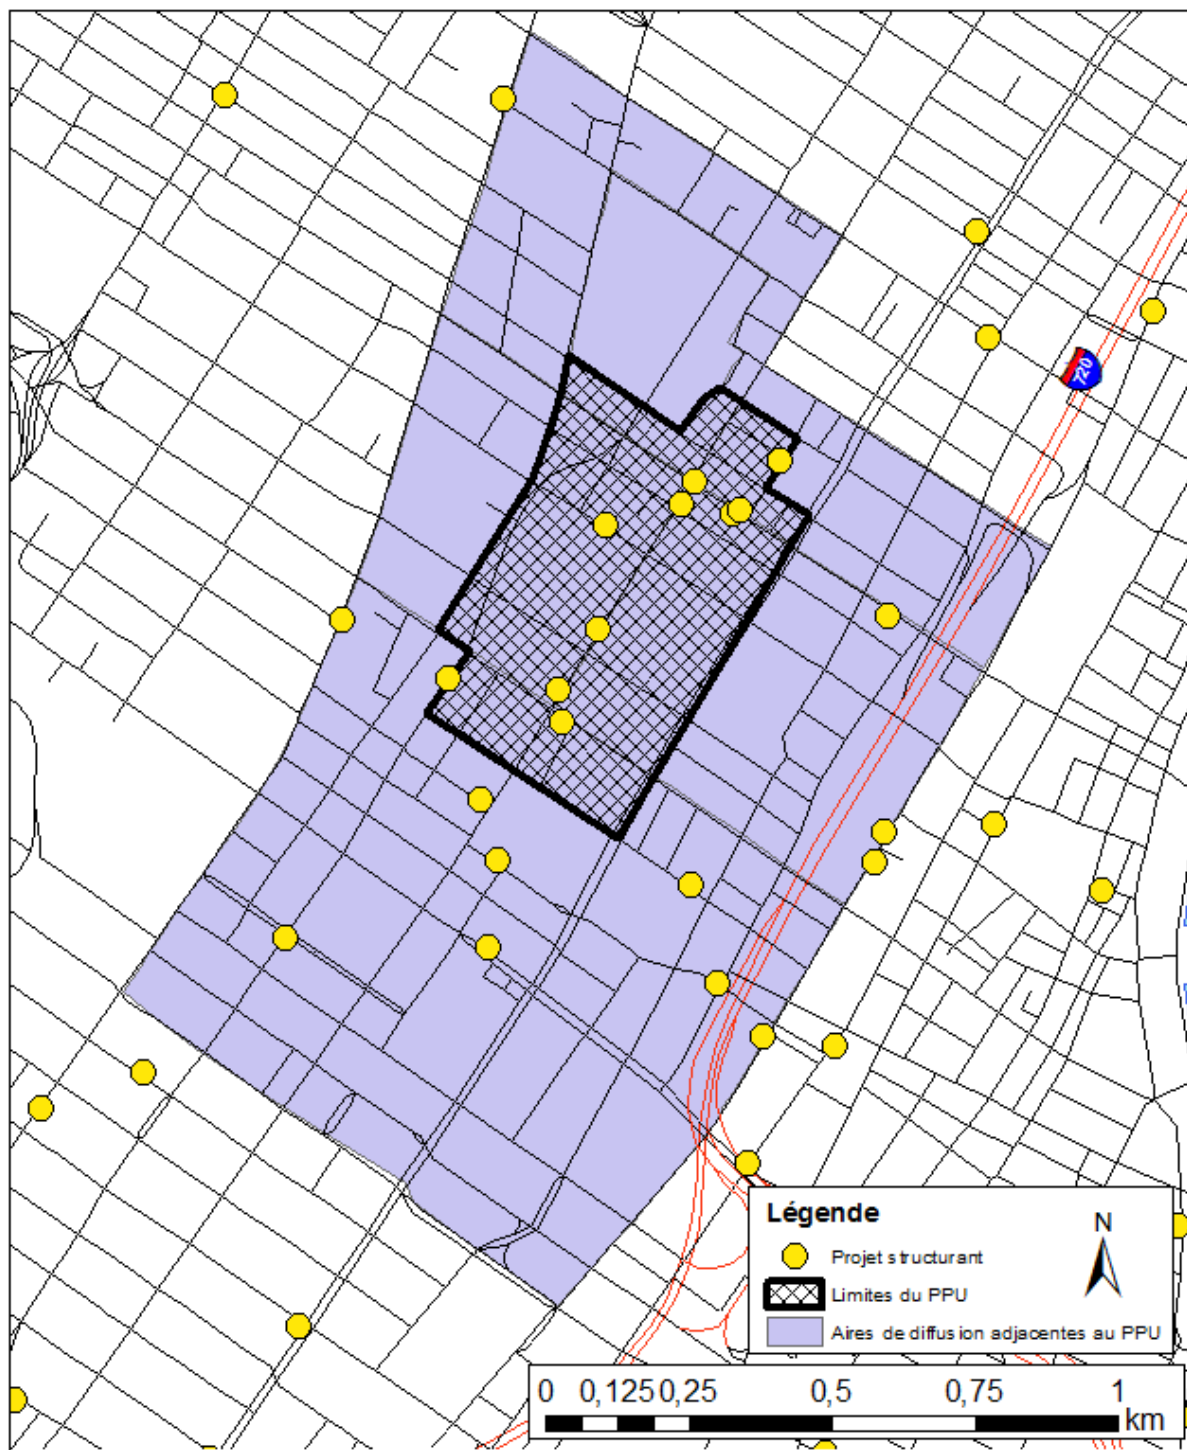 720
Légende
N
Projet structurant
Limites du PPU
Aires de diffusion adjacentes au PPU
0 0,125 0,25 0,5 0,75 1
km